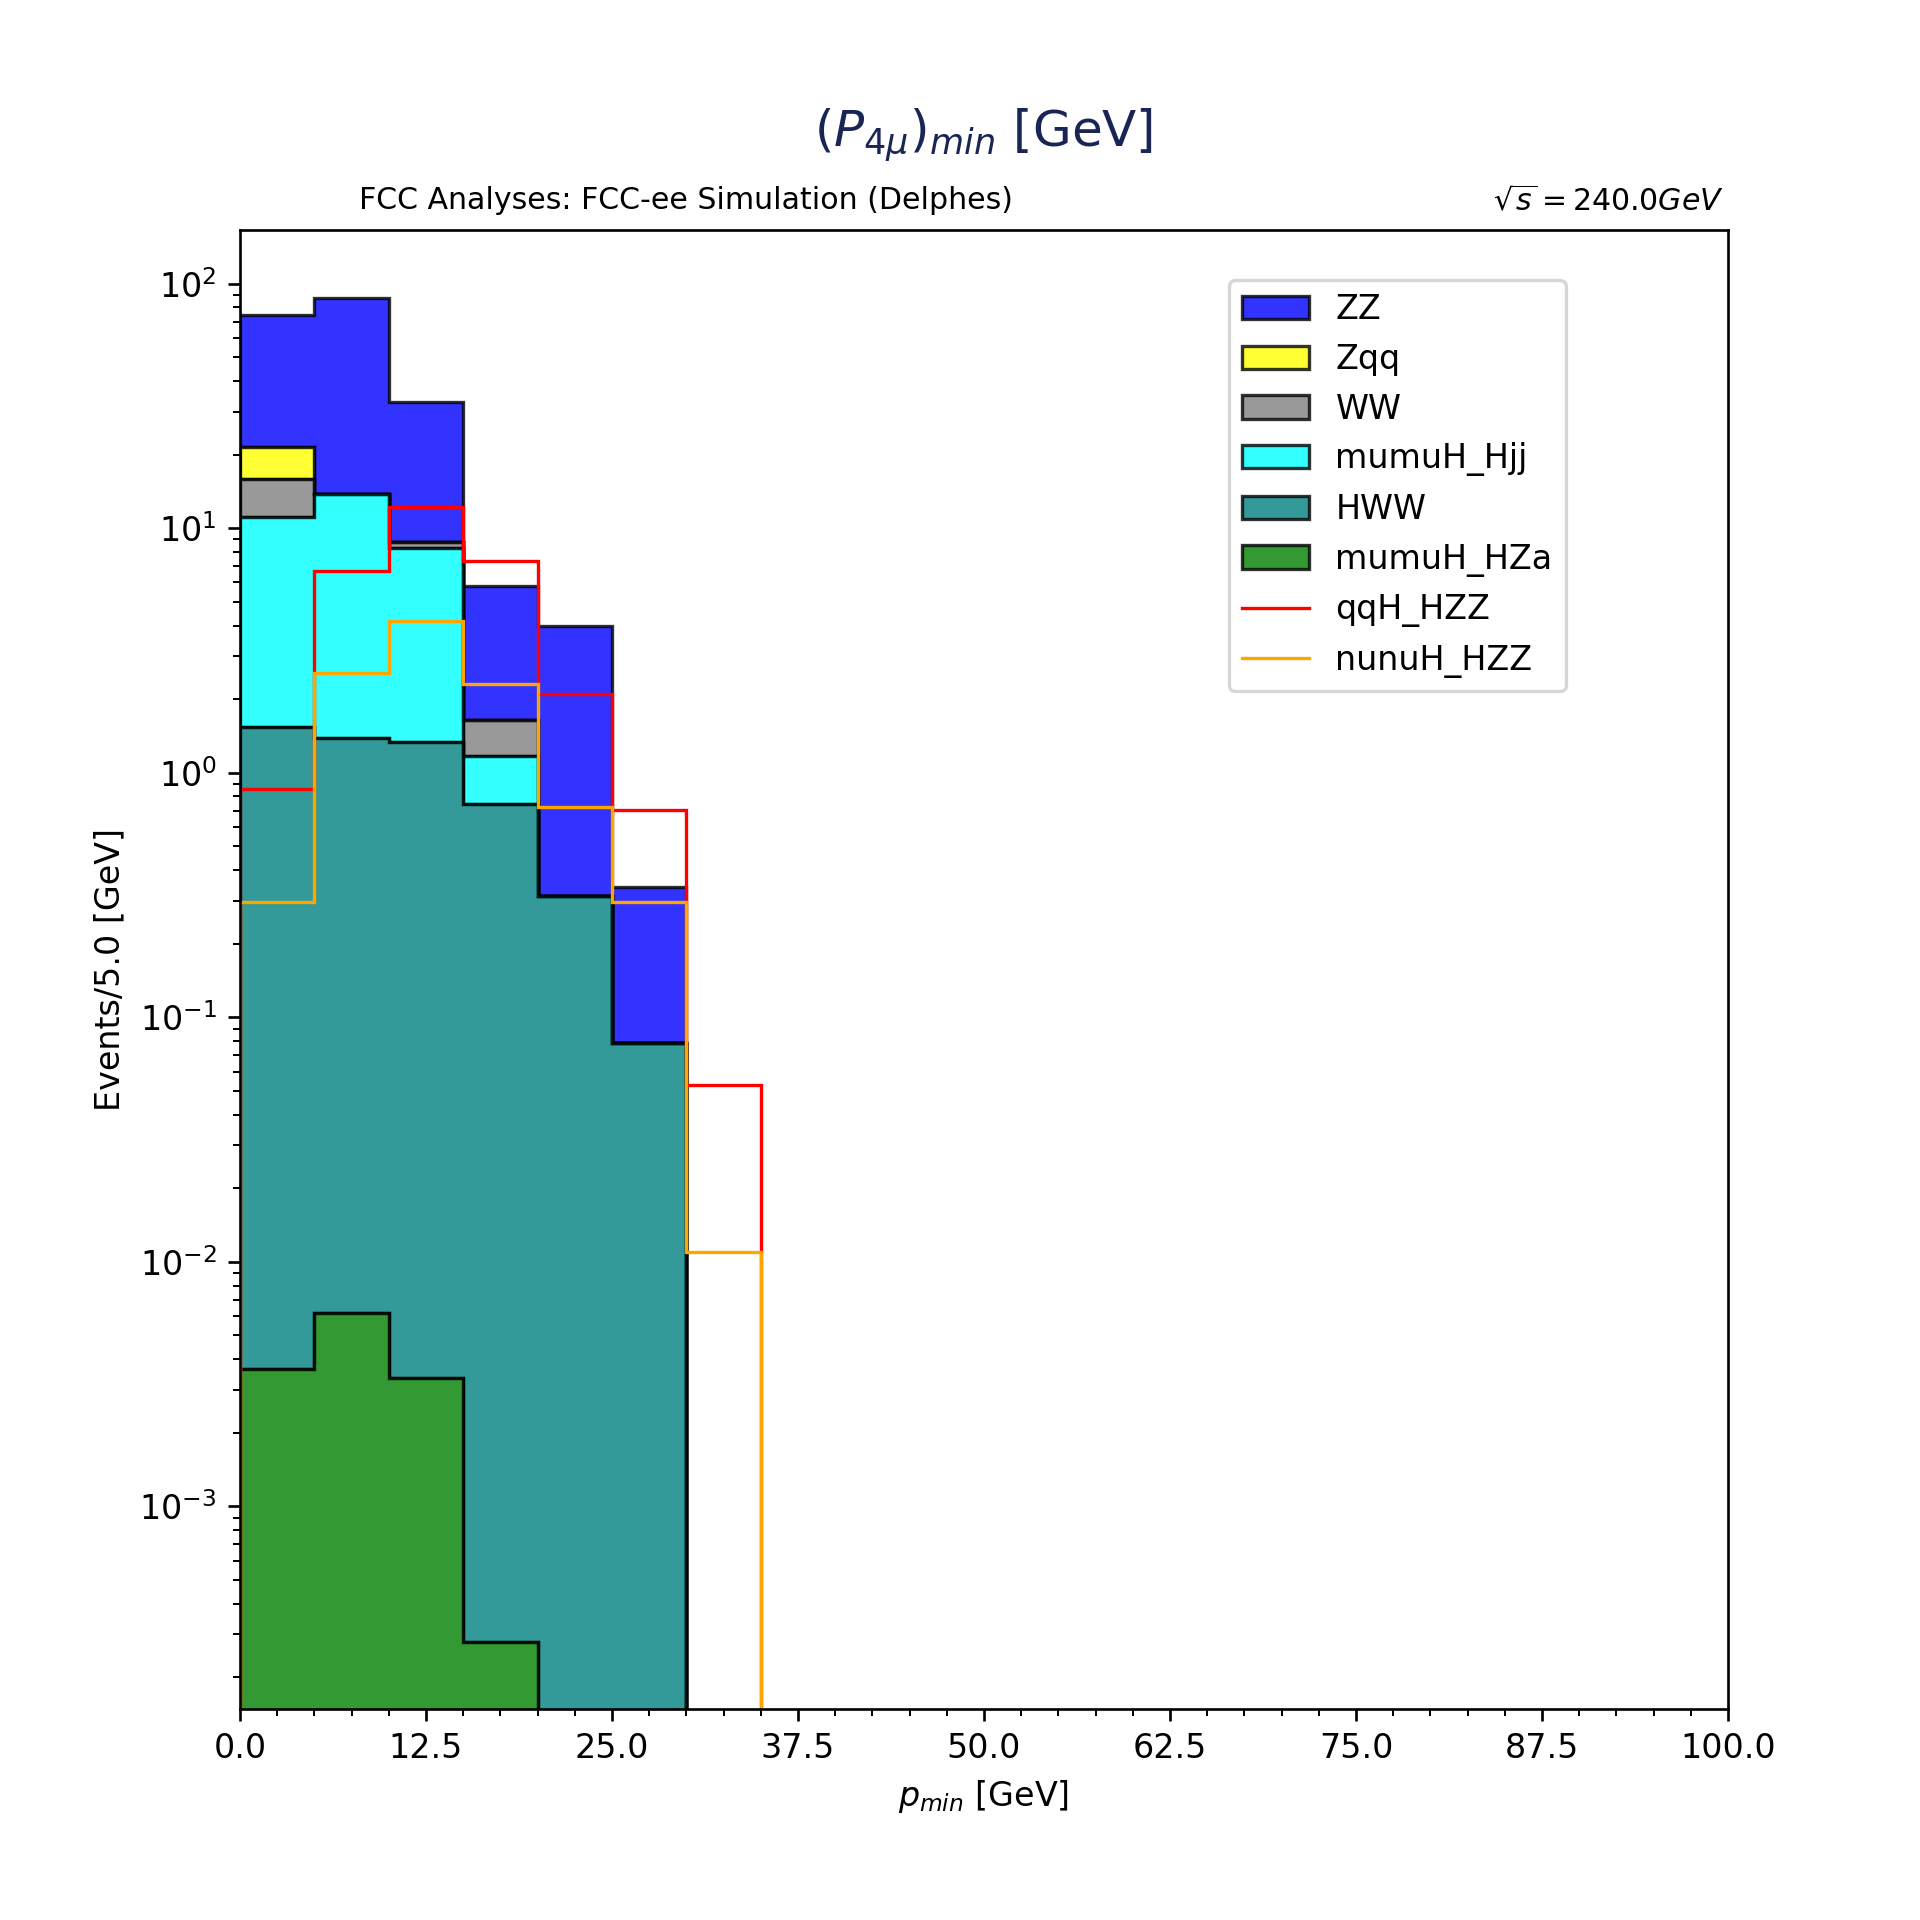 (P₄μ)ₘᵢₙ [GeV]
FCC Analyses: FCC-ee Simulation (Delphes)
√s = 240.0GeV
10²
10¹
10⁰
10⁻¹
10⁻²
10⁻³
Events/5.0 [GeV]
ZZ
Zqq
WW
mumuH_Hjj
HWW
mumuH_HZa
qqH_HZZ
nunuH_HZZ
0.0 12.5 25.0 37.5 50.0 62.5 75.0 87.5 100.0
pₘᵢₙ [GeV]